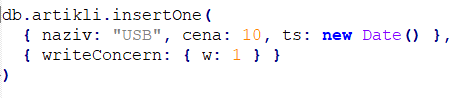 db.artikli.insertOne(
  { naziv: "USB", cena: 10, ts: new Date() },
  { writeConcern: { w: 1 } }
)